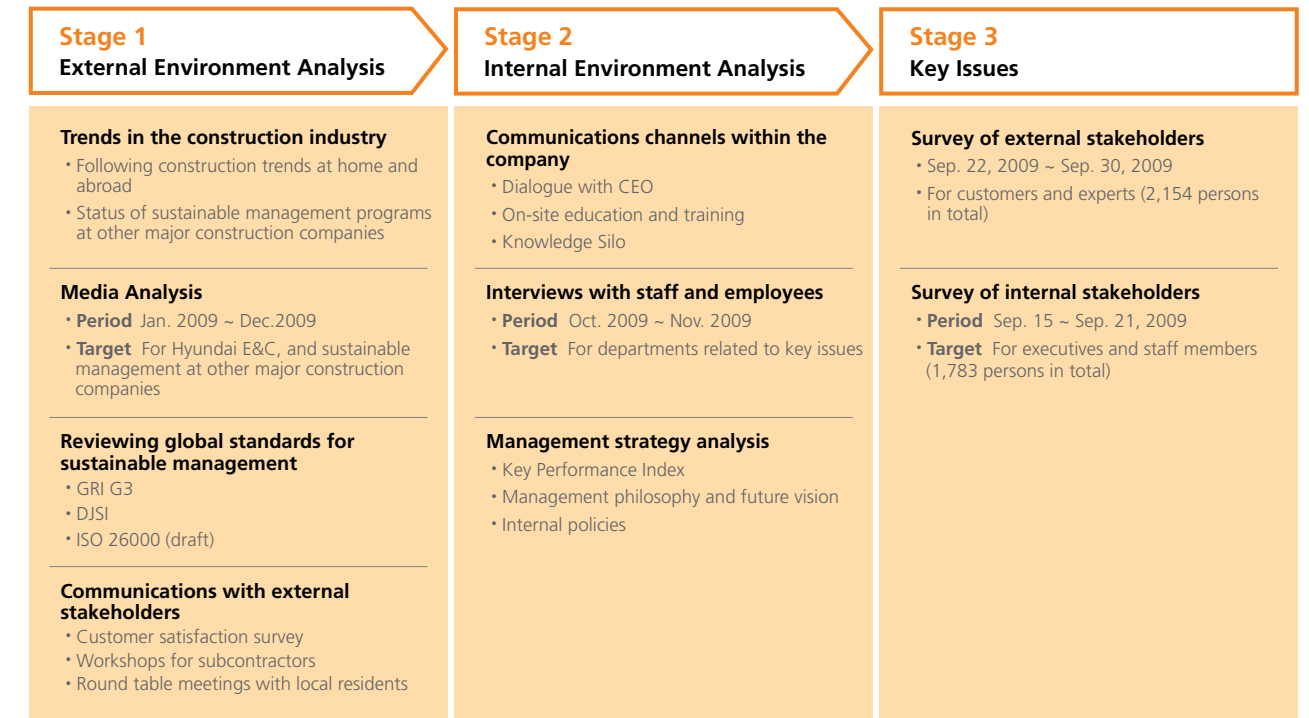 Stage 1
External Environment Analysis
Trends in the construction industry
• Following construction trends at home and
abroad
• Status of sustainable management programs
at other major construction companies
Media Analysis
• Period Jan. 2009 ~ Dec.2009
• Target For Hyundai E&C, and sustainable
management at other major construction
companies
Reviewing global standards for
sustainable management
• GRI G3
• DJSI
• ISO 26000 (draft)
Communications with external
stakeholders
• Customer satisfaction survey
• Workshops for subcontractors
• Round table meetings with local residents
Stage 2
Internal Environment Analysis
Communications channels within the
company
• Dialogue with CEO
• On-site education and training
• Knowledge Silo
Interviews with staff and employees
• Period Oct. 2009 ~ Nov. 2009
• Target For departments related to key issues
Management strategy analysis
• Key Performance Index
• Management philosophy and future vision
• Internal policies
Stage 3
Key Issues
Survey of external stakeholders
• Sep. 22, 2009 ~ Sep. 30, 2009
• For customers and experts (2,154 persons
in total)
Survey of internal stakeholders
• Period Sep. 15 ~ Sep. 21, 2009
• Target For executives and staff members
(1,783 persons in total)